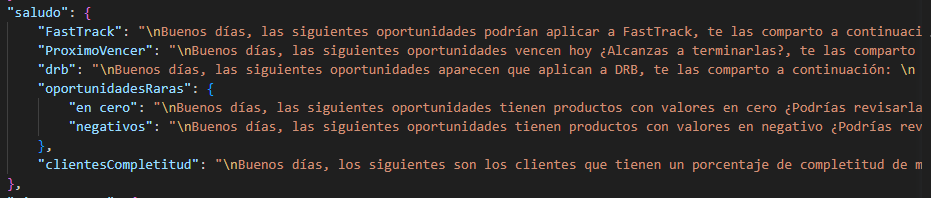 "saludo": {
"FastTrack": "\nBuenos días, las siguientes oportunidades podrían aplicar a FastTrack, te las comparto a continuaci
"ProximoVencer": "\nBuenos días, las siguientes oportunidades vencen hoy ¿Alcanzas a terminarlas?, te las comparto
"drb": "\nBuenos días, las siguientes oportunidades aparecen que aplican a DRB, te las comparto a continuación: \n
"oportunidadesRaras": {
"en cero": "\nBuenos días, las siguientes oportunidades tienen productos con valores en cero ¿Podrías revisarla
"negativos": "\nBuenos días, las siguientes oportunidades tienen productos con valores en negativo ¿Podrías rev
},
"clientesCompletitud": "\nBuenos días, los siguientes son los clientes que tienen un porcentaje de completitud de m
},